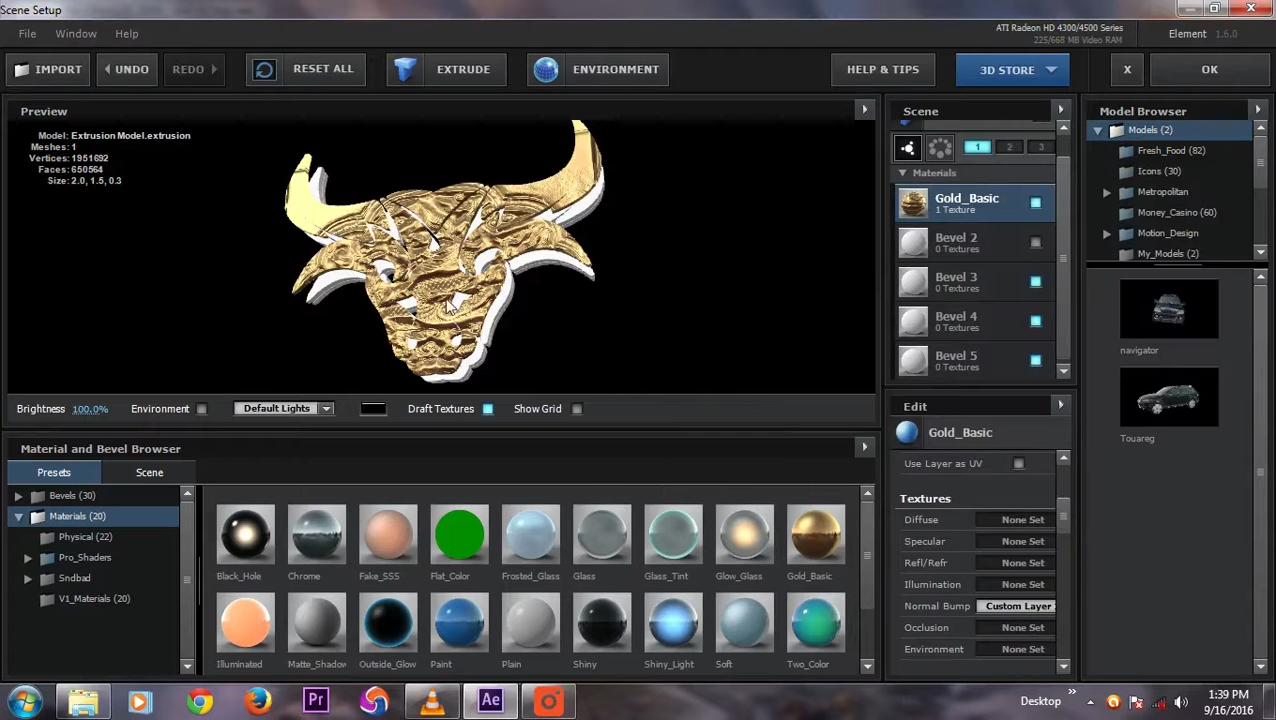 Scene Setup
File Window Help
ATI Radeon HD 4300/4500 Series
225/668 MB Video RAM
Element 1.6.0
IMPORT UNDO REDO RESET ALL EXTRUDE ENVIRONMENT HELP & TIPS 3D STORE X OK
Preview
Model: Extrusion Model.extrusion
Meshes: 1
Vertices: 1951692
Faces: 650564
Size: 2.0, 1.5, 0.3
Brightness 100.0% Environment Default Lights Draft Textures Show Grid
Material and Bevel Browser
Presets Scene
Bevels (30)
Materials (20)
Physical (22)
Pro_Shaders
Sndbad
V1_Materials (20)
Black_Hole Chrome Fake_SSS Flat_Color Frosted_Glass Glass Glass_Tint Glow_Glass Gold_Basic
Illuminated Matte_Shadow Outside_Glow Paint Plain Shiny Shiny_Light Soft Two_Color
Scene
1 2 3
Materials
Gold_Basic
1 Texture
Bevel 2
0 Textures
Bevel 3
0 Textures
Bevel 4
0 Textures
Bevel 5
0 Textures
Edit
Gold_Basic
Use Layer as UV
Textures
Diffuse None Set
Specular None Set
Refl/Refr None Set
Illumination None Set
Normal Bump Custom Layer
Occlusion None Set
Environment None Set
Model Browser
Models (2)
Fresh_Food (82)
Icons (30)
Metropolitan
Money_Casino (60)
Motion_Design
My_Models (2)
navigator
Touareg
Pr Ae
Desktop
1:39 PM
9/16/2016